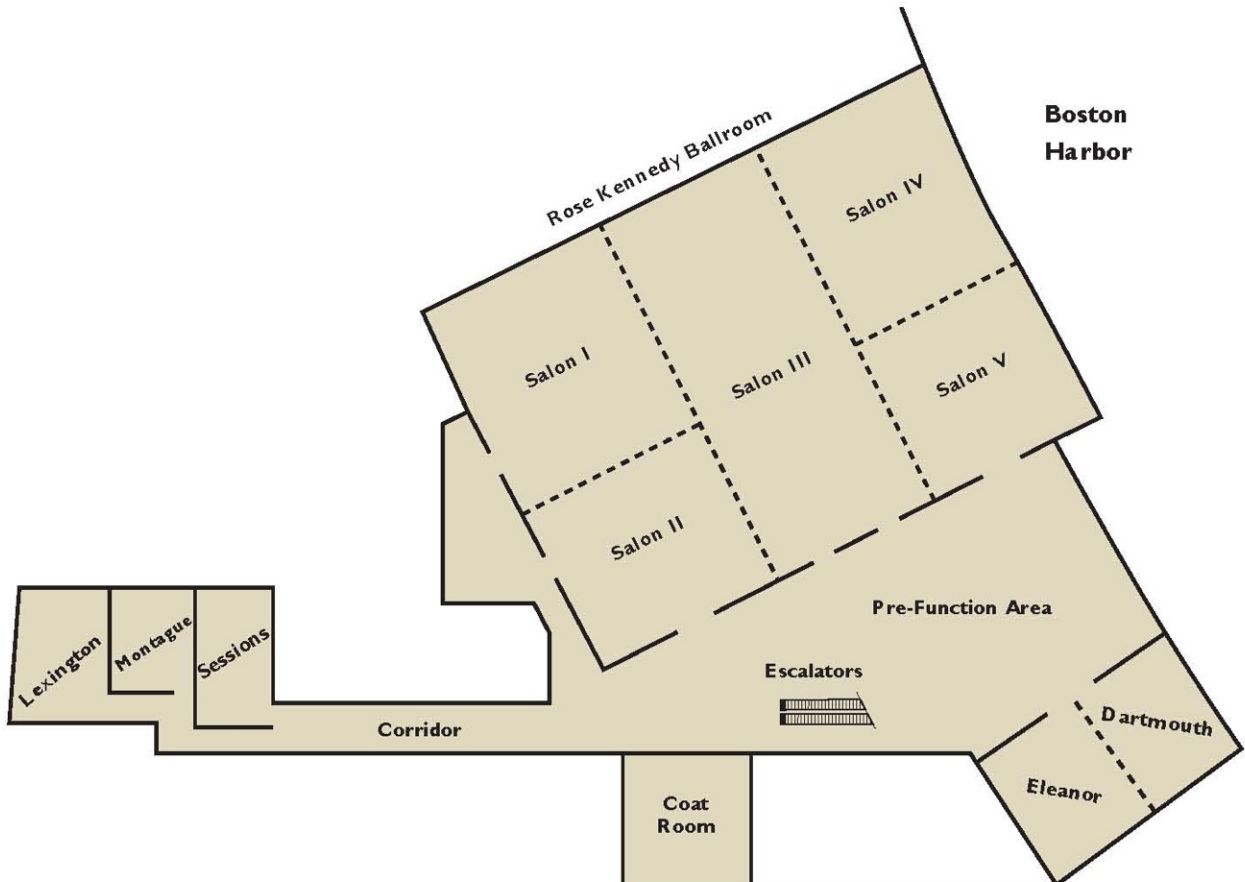 Boston
Harbor
Rose Kennedy Ballroom
Salon IV
Salon I
Salon III
Salon V
Salon II
Pre-Function Area
Lexington
Montague
Sessions
Escalators
Corridor
Dartmouth
Eleanor
Coat
Room